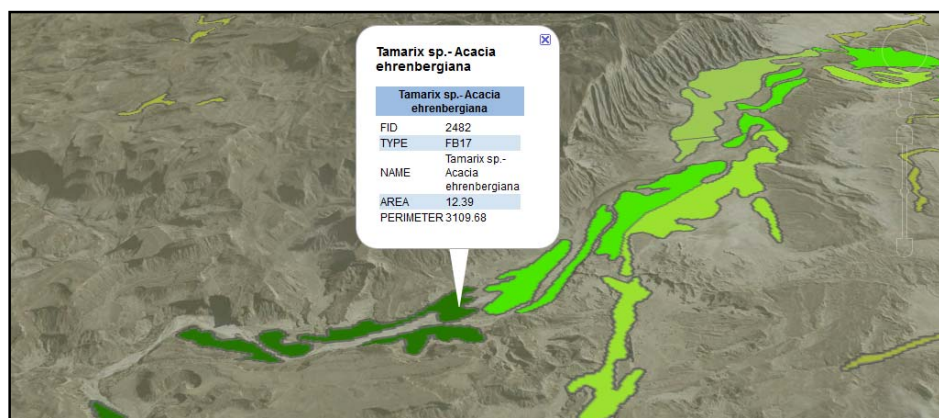 Tamarix sp.- Acacia
ehrenbergiana
Tamarix sp.- Acacia
ehrenbergiana
FID 2482
TYPE FB17
Tamarix sp.-
NAME Acacia
ehrenbergiana
AREA 12.39
PERIMETER 3109.68